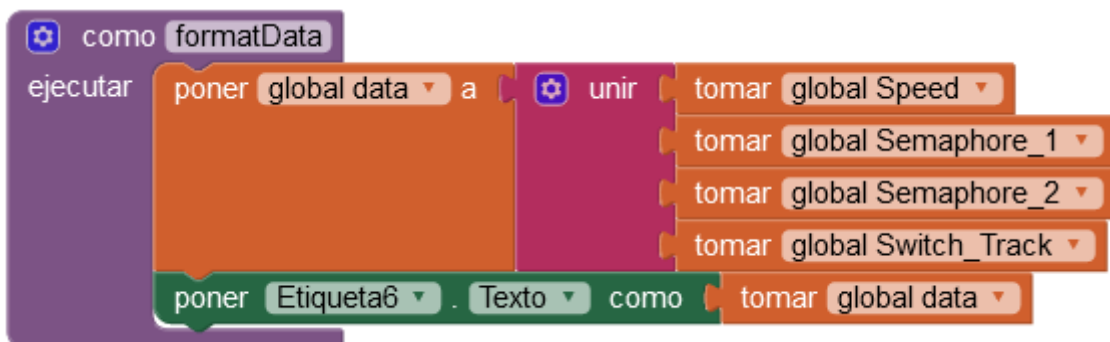 como formatData
ejecutar poner global data a unir tomar global Speed
tomar global Semaphore_1
tomar global Semaphore_2
tomar global Switch_Track
poner Etiqueta6 . Texto como tomar global data